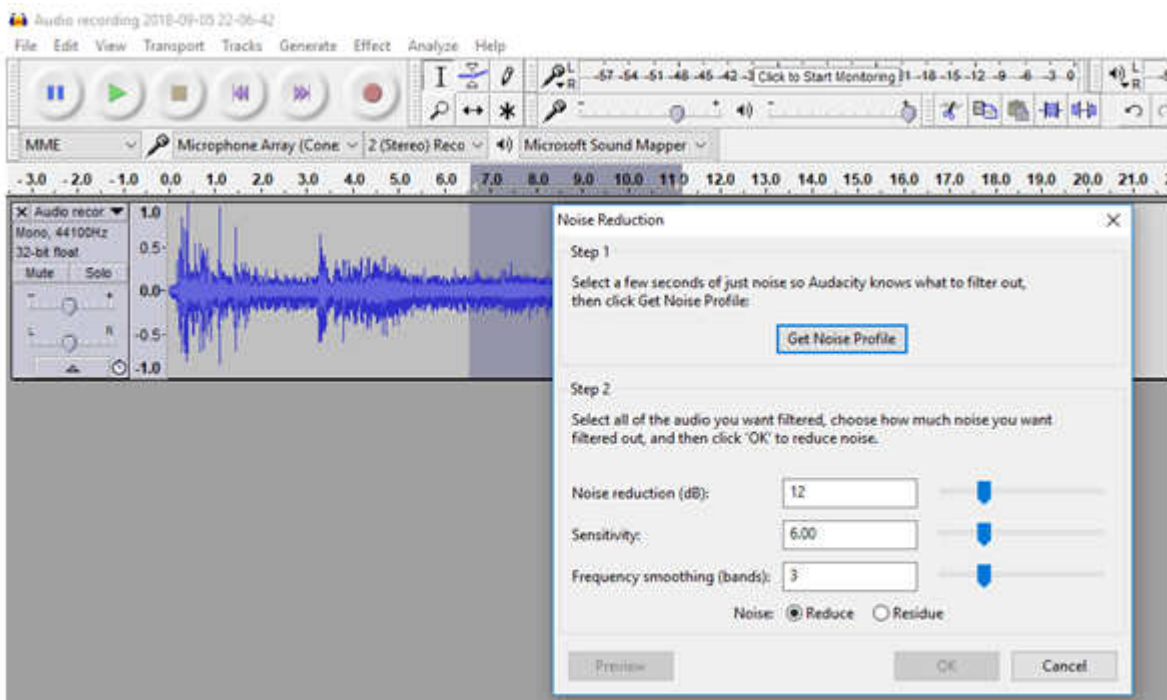 Audio recording 2018-09-05 22-06-42
File Edit View Transport Tracks Generate Effect Analyze Help
L
R
-57 -54 -51 -48 -45 -42 -3 Click to Start Monitoring 1 -18 -15 -12 -9 -6 -3 0
L
R
MME
Microphone Array (Cone
2 (Stereo) Reco
Microsoft Sound Mapper
-3.0 -2.0 -1.0 0.0 1.0 2.0 3.0 4.0 5.0 6.0 7.0 8.0 9.0 10.0 11.0 12.0 13.0 14.0 15.0 16.0 17.0 18.0 19.0 20.0 21.0
X Audio recor
Mono, 44100Hz
32-bit float
Mute Solo
- +
L R
1.0
0.5
0.0
-0.5
-1.0
Noise Reduction
Step 1
Select a few seconds of just noise so Audacity knows what to filter out,
then click Get Noise Profile:
Get Noise Profile
Step 2
Select all of the audio you want filtered, choose how much noise you want
filtered out, and then click 'OK' to reduce noise.
Noise reduction (dB): 12
Sensitivity: 6.00
Frequency smoothing (bands): 3
Noise: Reduce Residue
Preview OK Cancel